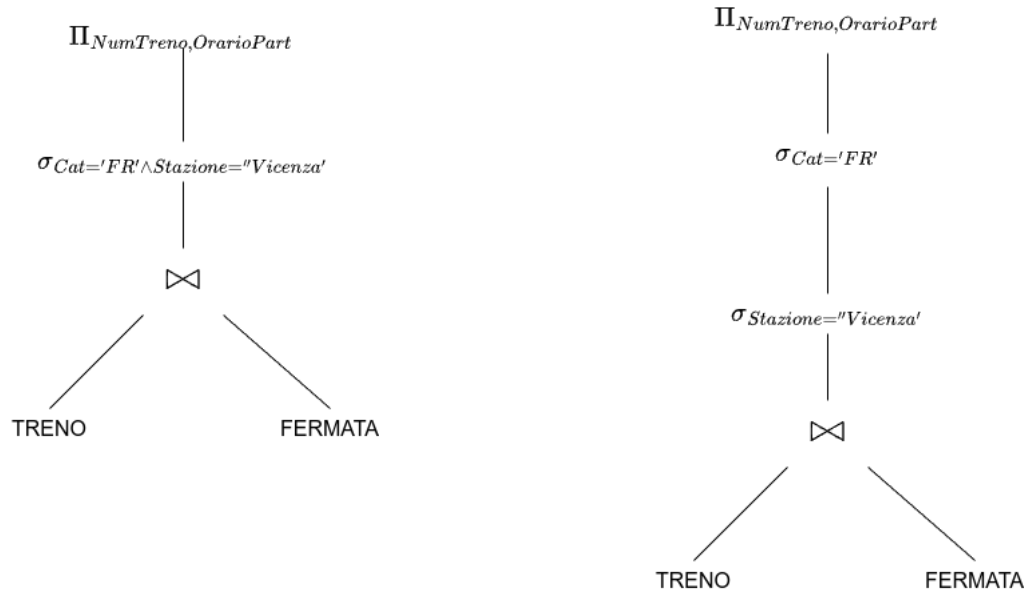 Π_{NumTreno,OrarioPart}
σ_{Cat='FR'∧Stazione=''Vicenza'}
⋈
TRENO FERMATA
Π_{NumTreno,OrarioPart}
σ_{Cat='FR'}
σ_{Stazione=''Vicenza'}
⋈
TRENO FERMATA